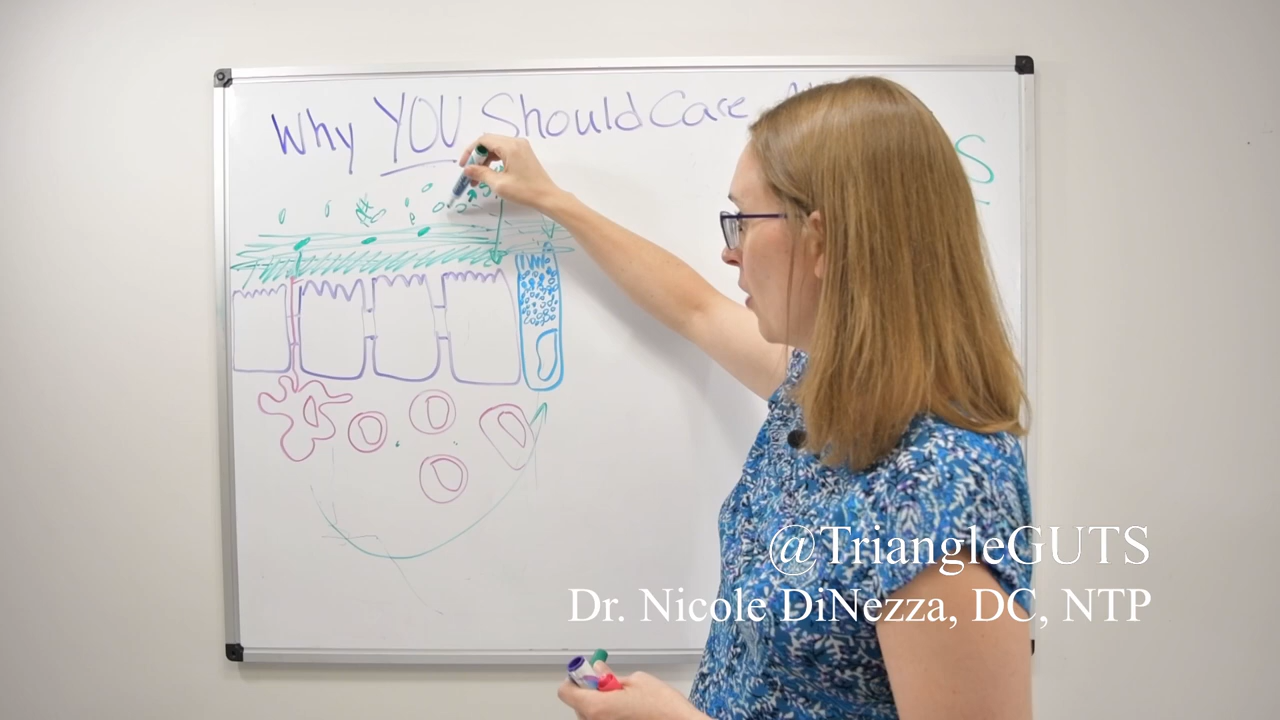 Why YOU Should Care
S
@TriangleGUTS
Dr. Nicole DiNezza, DC, NTP